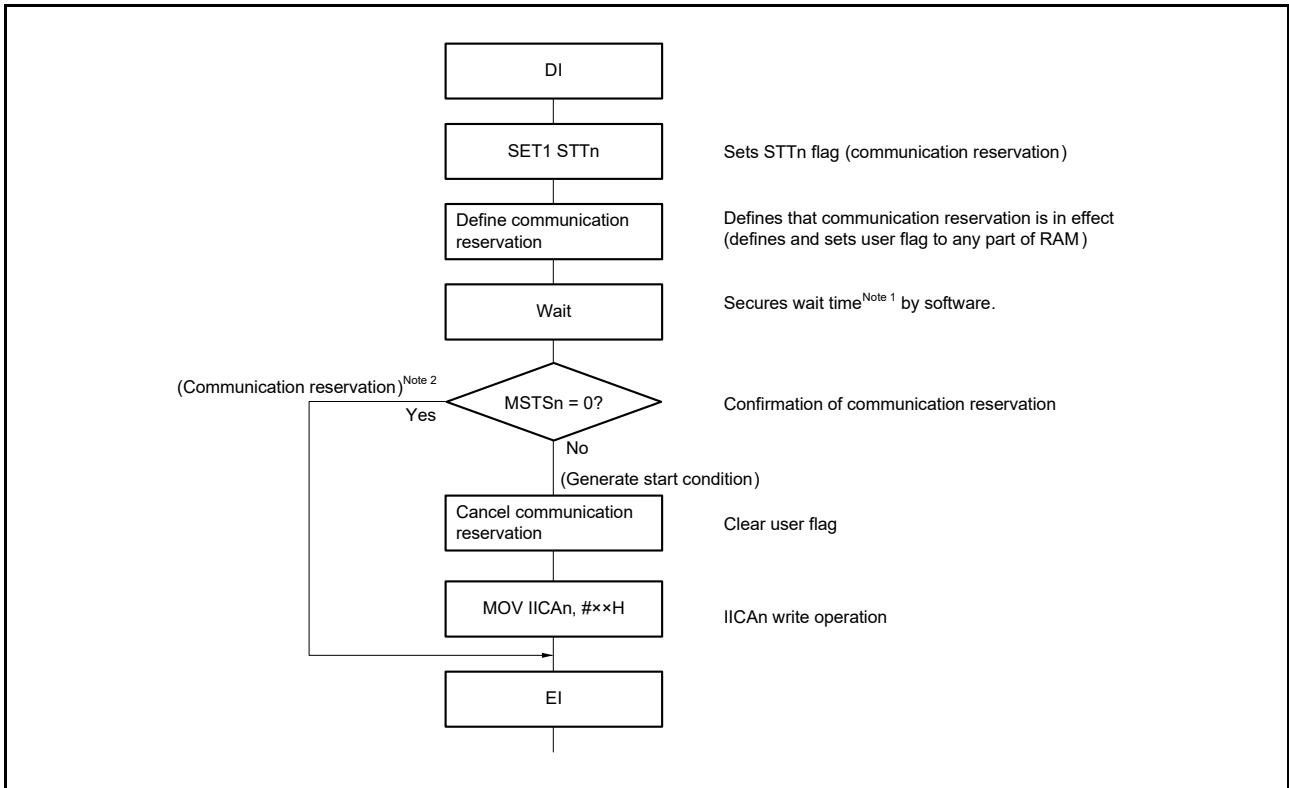 DI
SET1 STTn
Sets STTn flag (communication reservation)
Define communication
reservation
Defines that communication reservation is in effect
(defines and sets user flag to any part of RAM)
Wait
Secures wait time Note 1 by software.
(Communication reservation) Note 2
Yes
MSTSn = 0?
Confirmation of communication reservation
No
(Generate start condition)
Cancel communication
reservation
Clear user flag
MOV IICAn, #××H
IICAn write operation
EI